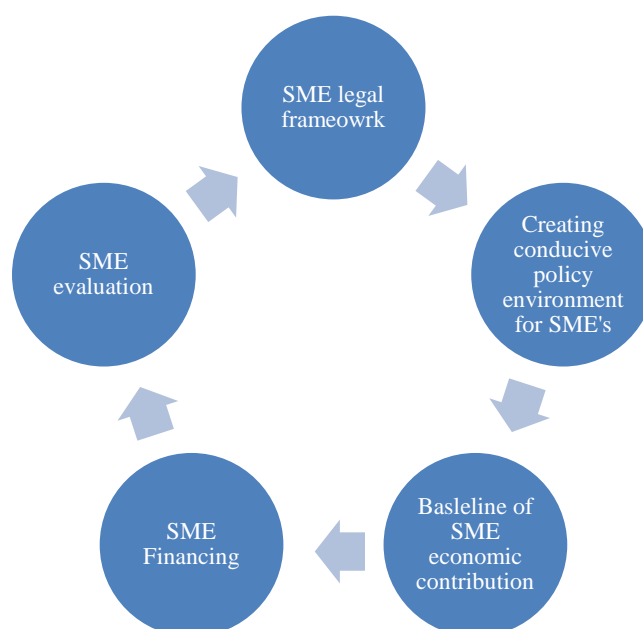 SME legal
frameowrk
Creating
conducive
policy
environment
for SME's
Basleline of
SME
economic
contribution
SME
Financing
SME
evaluation